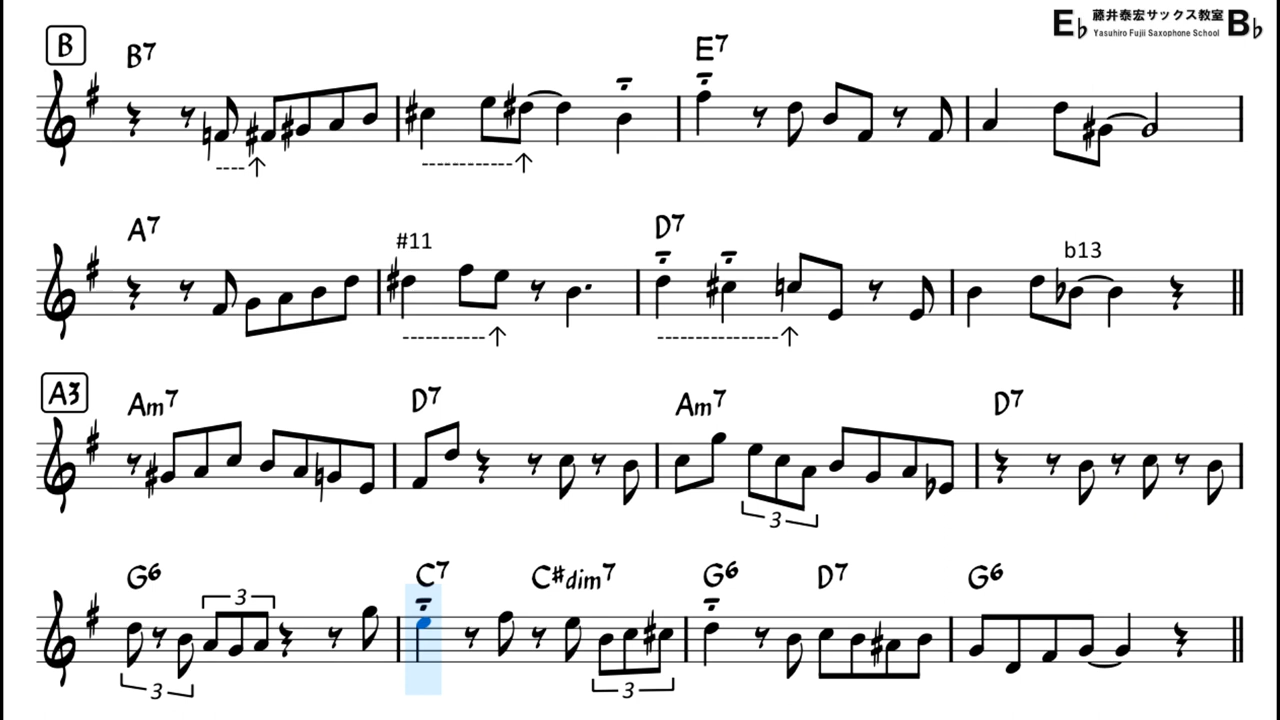 E♭ 藤井泰宏サックス教室 B♭
Yasuhiro Fujii Saxophone School
B
B7 E7
A7 #11 D7 b13
A3
Am7 D7 Am7 D7
3
G6 3 C7 C#dim7 G6 D7 G6
3 3